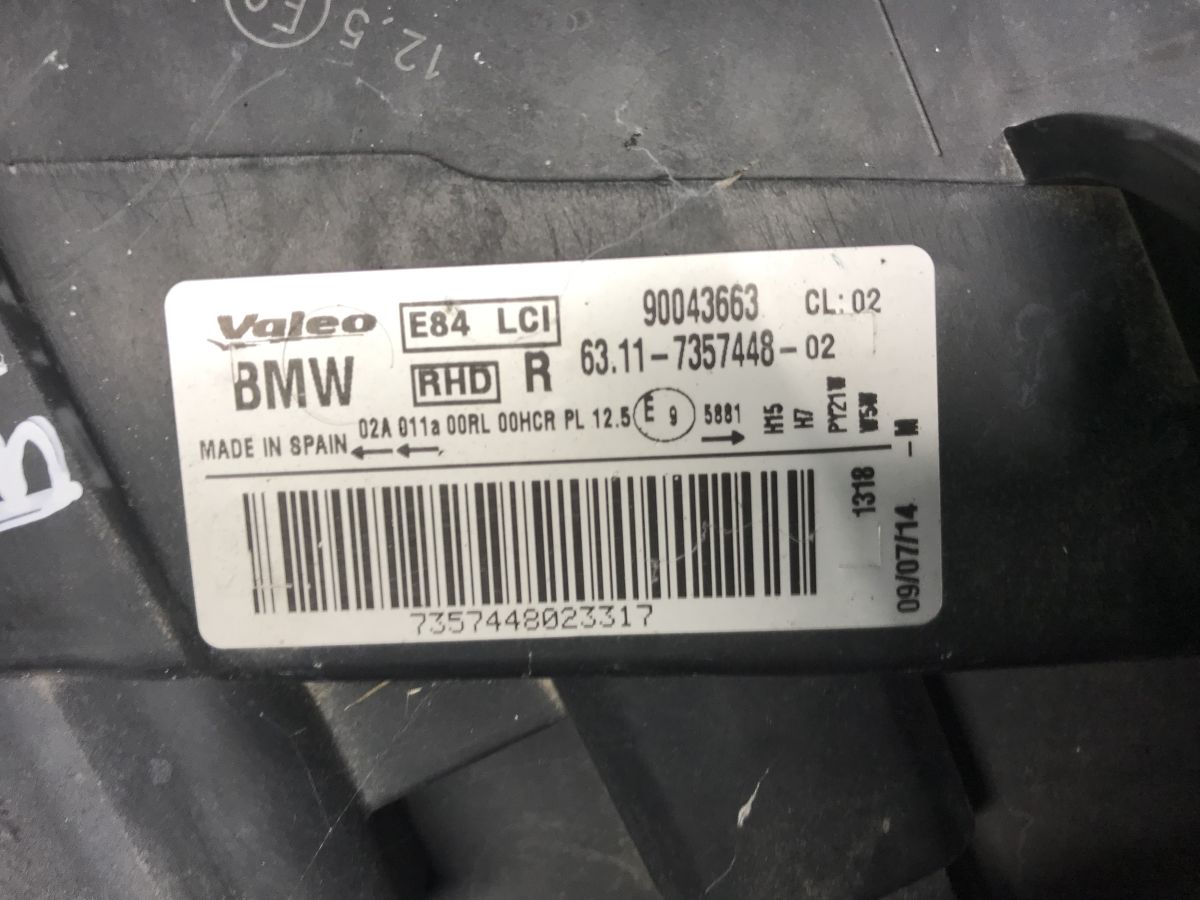 12,5 E9
Valeo E84 LCI 90043663 CL: 02
BMW RHD R 63.11-7357448-02
02A 011a 00RL 00HCR PL 12.5 E 9 5881 H15 H7 PY21W W5W
MADE IN SPAIN
1318
09/07/14 -M
7357448023317